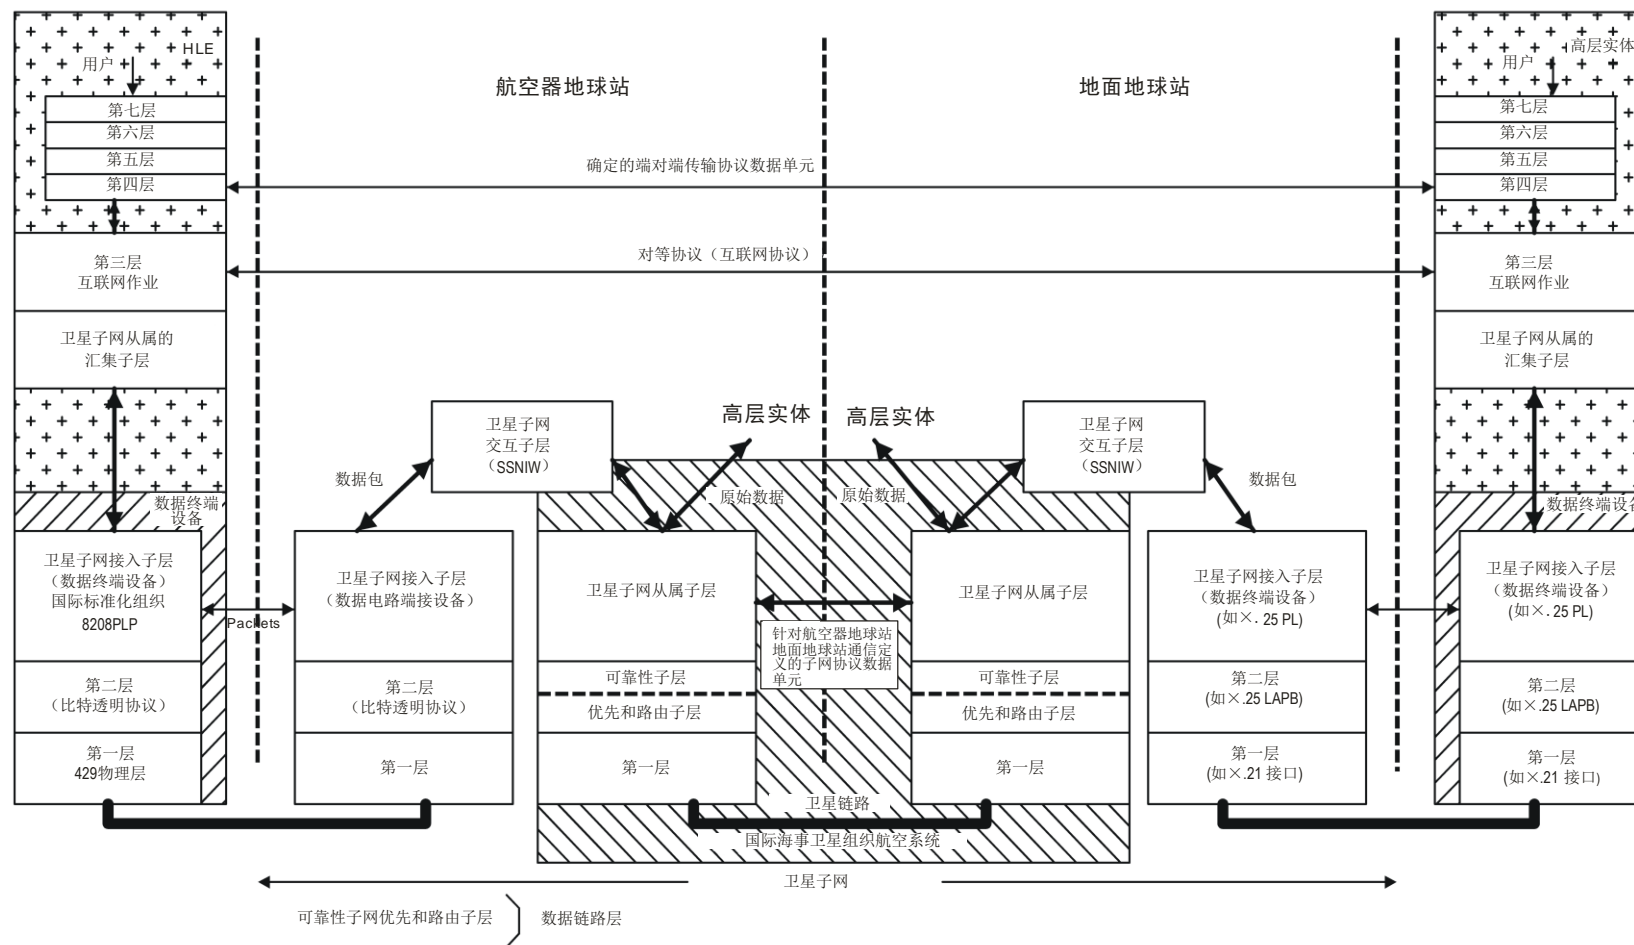 HLE
用户
第七层
第六层
第五层
第四层
第三层
互联网作业
卫星子网从属的
汇集子层
数据终端
设备
卫星子网接入子层
(数据终端设备)
国际标准化组织
8208PLP
第二层
(比特透明协议)
第一层
429物理层
Packets
航空器地球站
地面地球站
确定的端对端传输协议数据单元
对等协议(互联网协议)
卫星子网
交互子层
(SSNIW)
数据包
高层实体
原始数据
卫星子网接入子层
(数据电路端接设备)
第二层
(比特透明协议)
第一层
卫星子网从属子层
可靠性子层
优先和路由子层
第一层
针对航空器地球站
地面地球站通信定
义的子网协议数据
单元
卫星链路
国际海事卫星组织航空系统
高层实体
原始数据
卫星子网
交互子层
(SSNIW)
数据包
卫星子网从属子层
可靠性子层
优先和路由子层
第一层
卫星子网接入子层
(数据终端设备)
(如×. 25 PL)
第二层
(如×.25 LAPB)
第一层
(如×.21 接口)
高层实体
用户
第七层
第六层
第五层
第四层
第三层
互联网作业
卫星子网从属的
汇集子层
数据终端设备
卫星子网接入子层
(数据终端设备)
(如×. 25 PL)
第二层
(如×.25 LAPB)
第一层
(如×.21 接口)
卫星子网
可靠性子网优先和路由子层
数据链路层